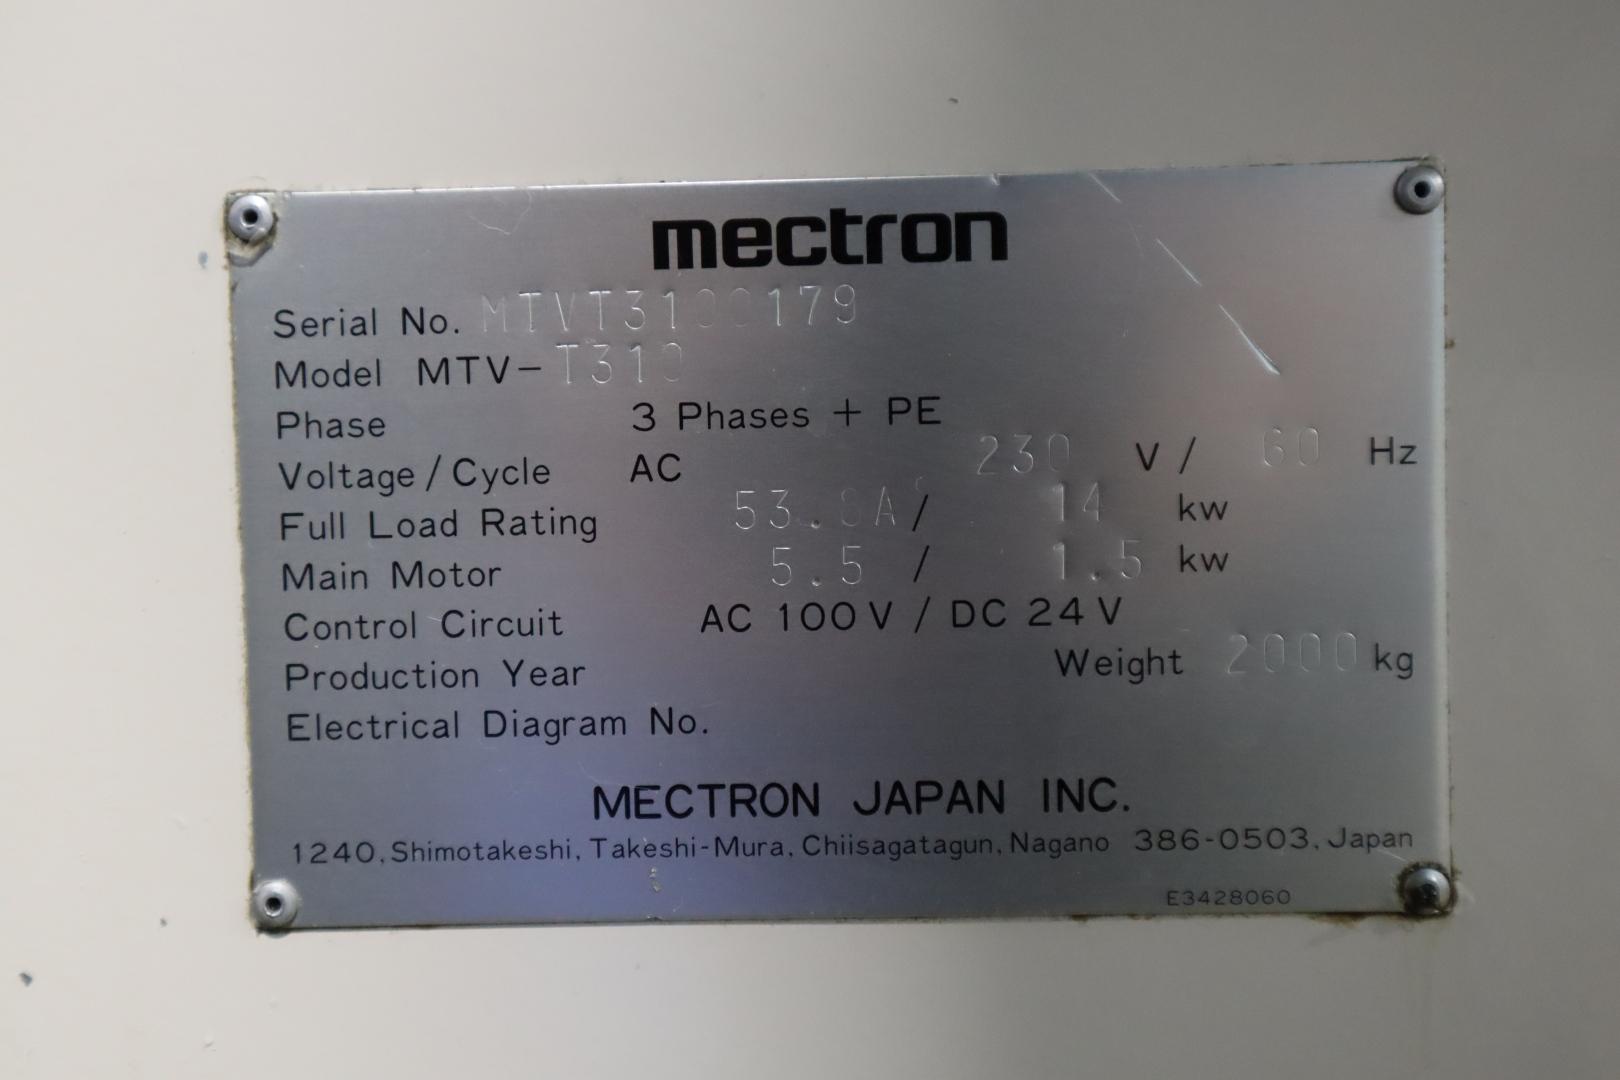 mectron
Serial No. MTVT3100179
Model MTV-T310
Phase 3 Phases + PE
Voltage/Cycle AC 230 V / 60 Hz
Full Load Rating / 14 kw
Main Motor 5.5 / 1.5 kw
Control Circuit AC 100V / DC 24V
Production Year Weight 2000 kg
Electrical Diagram No.
MECTRON JAPAN INC.
1240, Shimotakeshi, Takeshi-Mura, Chiisagatagun, Nagano 386-0503, Japan
E3428060